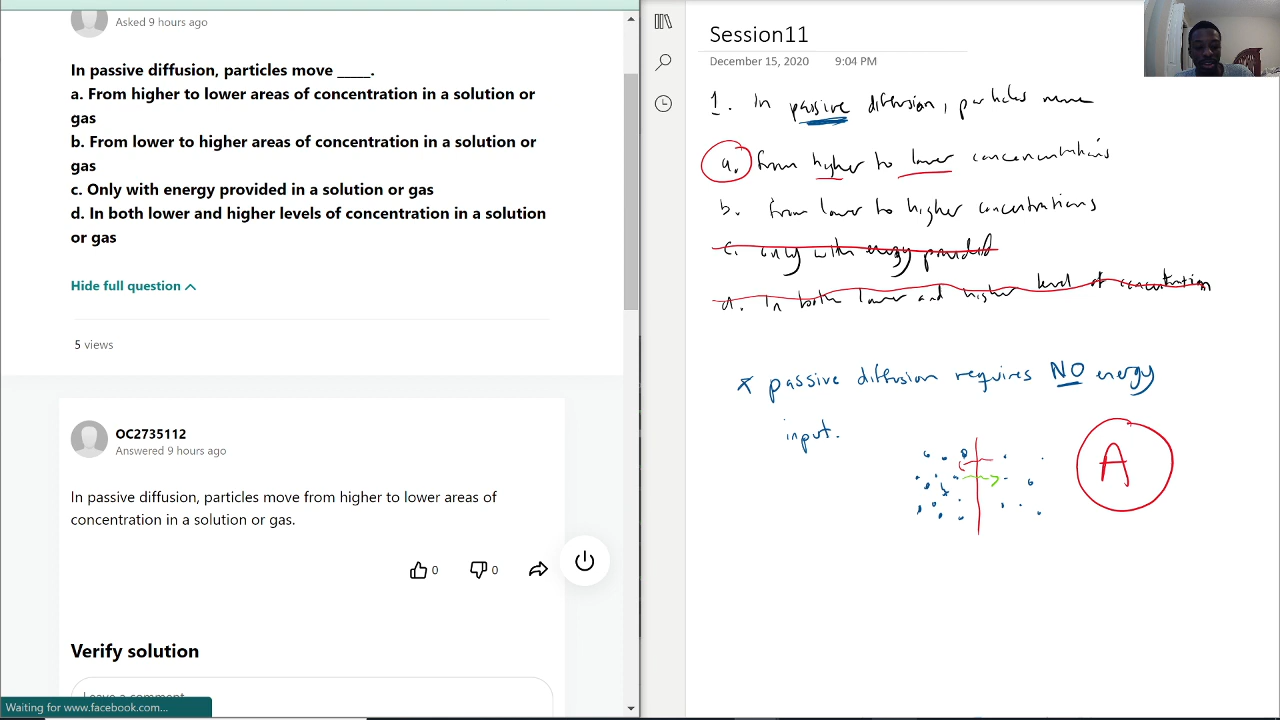 Asked 9 hours ago
In passive diffusion, particles move _____.
a. From higher to lower areas of concentration in a solution or
gas
b. From lower to higher areas of concentration in a solution or
gas
c. Only with energy provided in a solution or gas
d. In both lower and higher levels of concentration in a solution
or gas
Hide full question
5 views
OC2735112
Answered 9 hours ago
In passive diffusion, particles move from higher to lower areas of
concentration in a solution or gas.
0
0
Verify solution
Leave a comment
Waiting for www.facebook.com...
Session11
December 15, 2020 9:04 PM
1. In passive diffusion, particles move
a. from higher to lower concencentrations
b. from lower to higher concentrations
c. only with energy provided
d. In both lower and higher level of concentration
* passive diffusion requires NO energy
input.
A